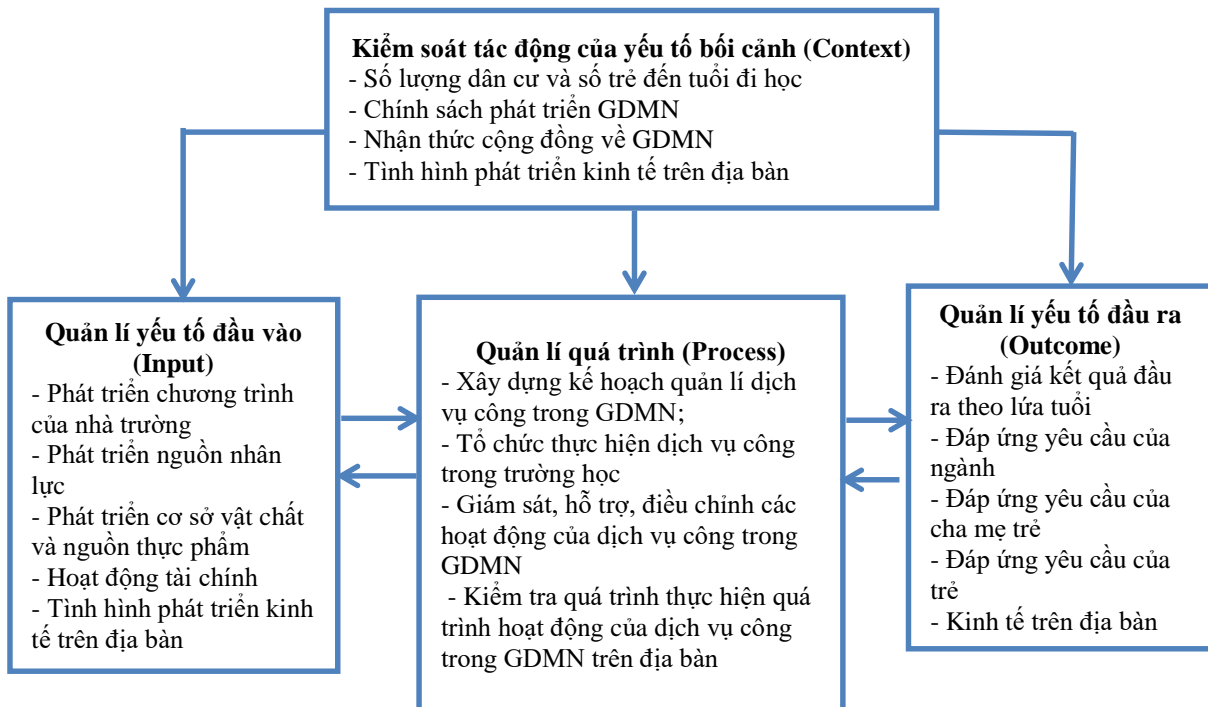 Kiểm soát tác động của yếu tố bối cảnh (Context)
- Số lượng dân cư và số trẻ đến tuổi đi học
- Chính sách phát triển GDMN
- Nhận thức cộng đồng về GDMN
- Tình hình phát triển kinh tế trên địa bàn
Quản lí yếu tố đầu vào
(Input)
- Phát triển chương trình
của nhà trường
- Phát triển nguồn nhân
lực
- Phát triển cơ sở vật chất
và nguồn thực phẩm
- Hoạt động tài chính
- Tình hình phát triển kinh
tế trên địa bàn
Quản lí quá trình (Process)
- Xây dựng kế hoạch quản lí dịch
vụ công trong GDMN;
- Tổ chức thực hiện dịch vụ công
trong trường học
- Giám sát, hỗ trợ, điều chỉnh các
hoạt động của dịch vụ công trong
GDMN
- Kiểm tra quá trình thực hiện quá
trình hoạt động của dịch vụ công
trong GDMN trên địa bàn
Quản lí yếu tố đầu ra
(Outcome)
- Đánh giá kết quả đầu
ra theo lứa tuổi
- Đáp ứng yêu cầu của
ngành
- Đáp ứng yêu cầu của
cha mẹ trẻ
- Đáp ứng yêu cầu của
trẻ
- Kinh tế trên địa bàn